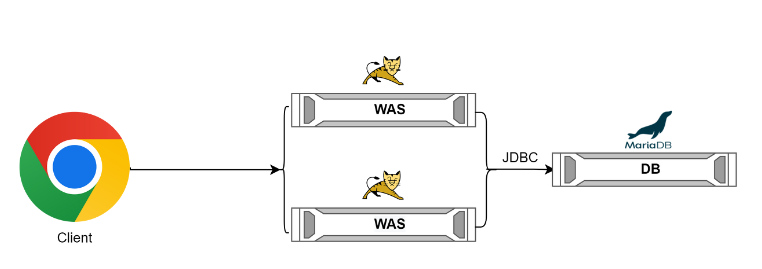 WAS
Client
JDBC
MariaDB
DB
WAS